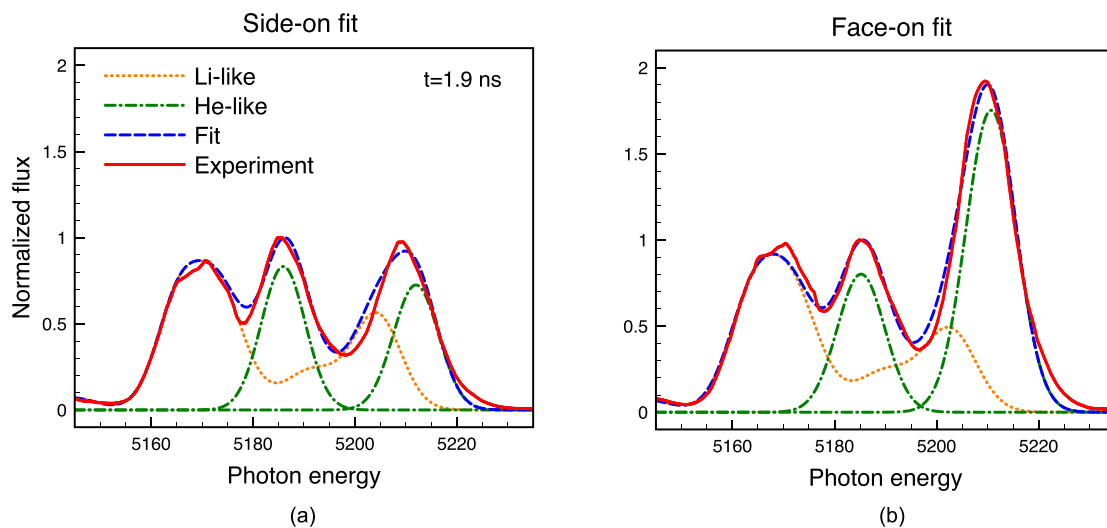 Side-on fit
2
1.5
1
0.5
0
Normalized flux
Li-like
He-like
Fit
Experiment
t=1.9 ns
5160
5180
5200
5220
Photon energy
(a)
Face-on fit
2
1.5
1
0.5
0
5160
5180
5200
5220
Photon energy
(b)